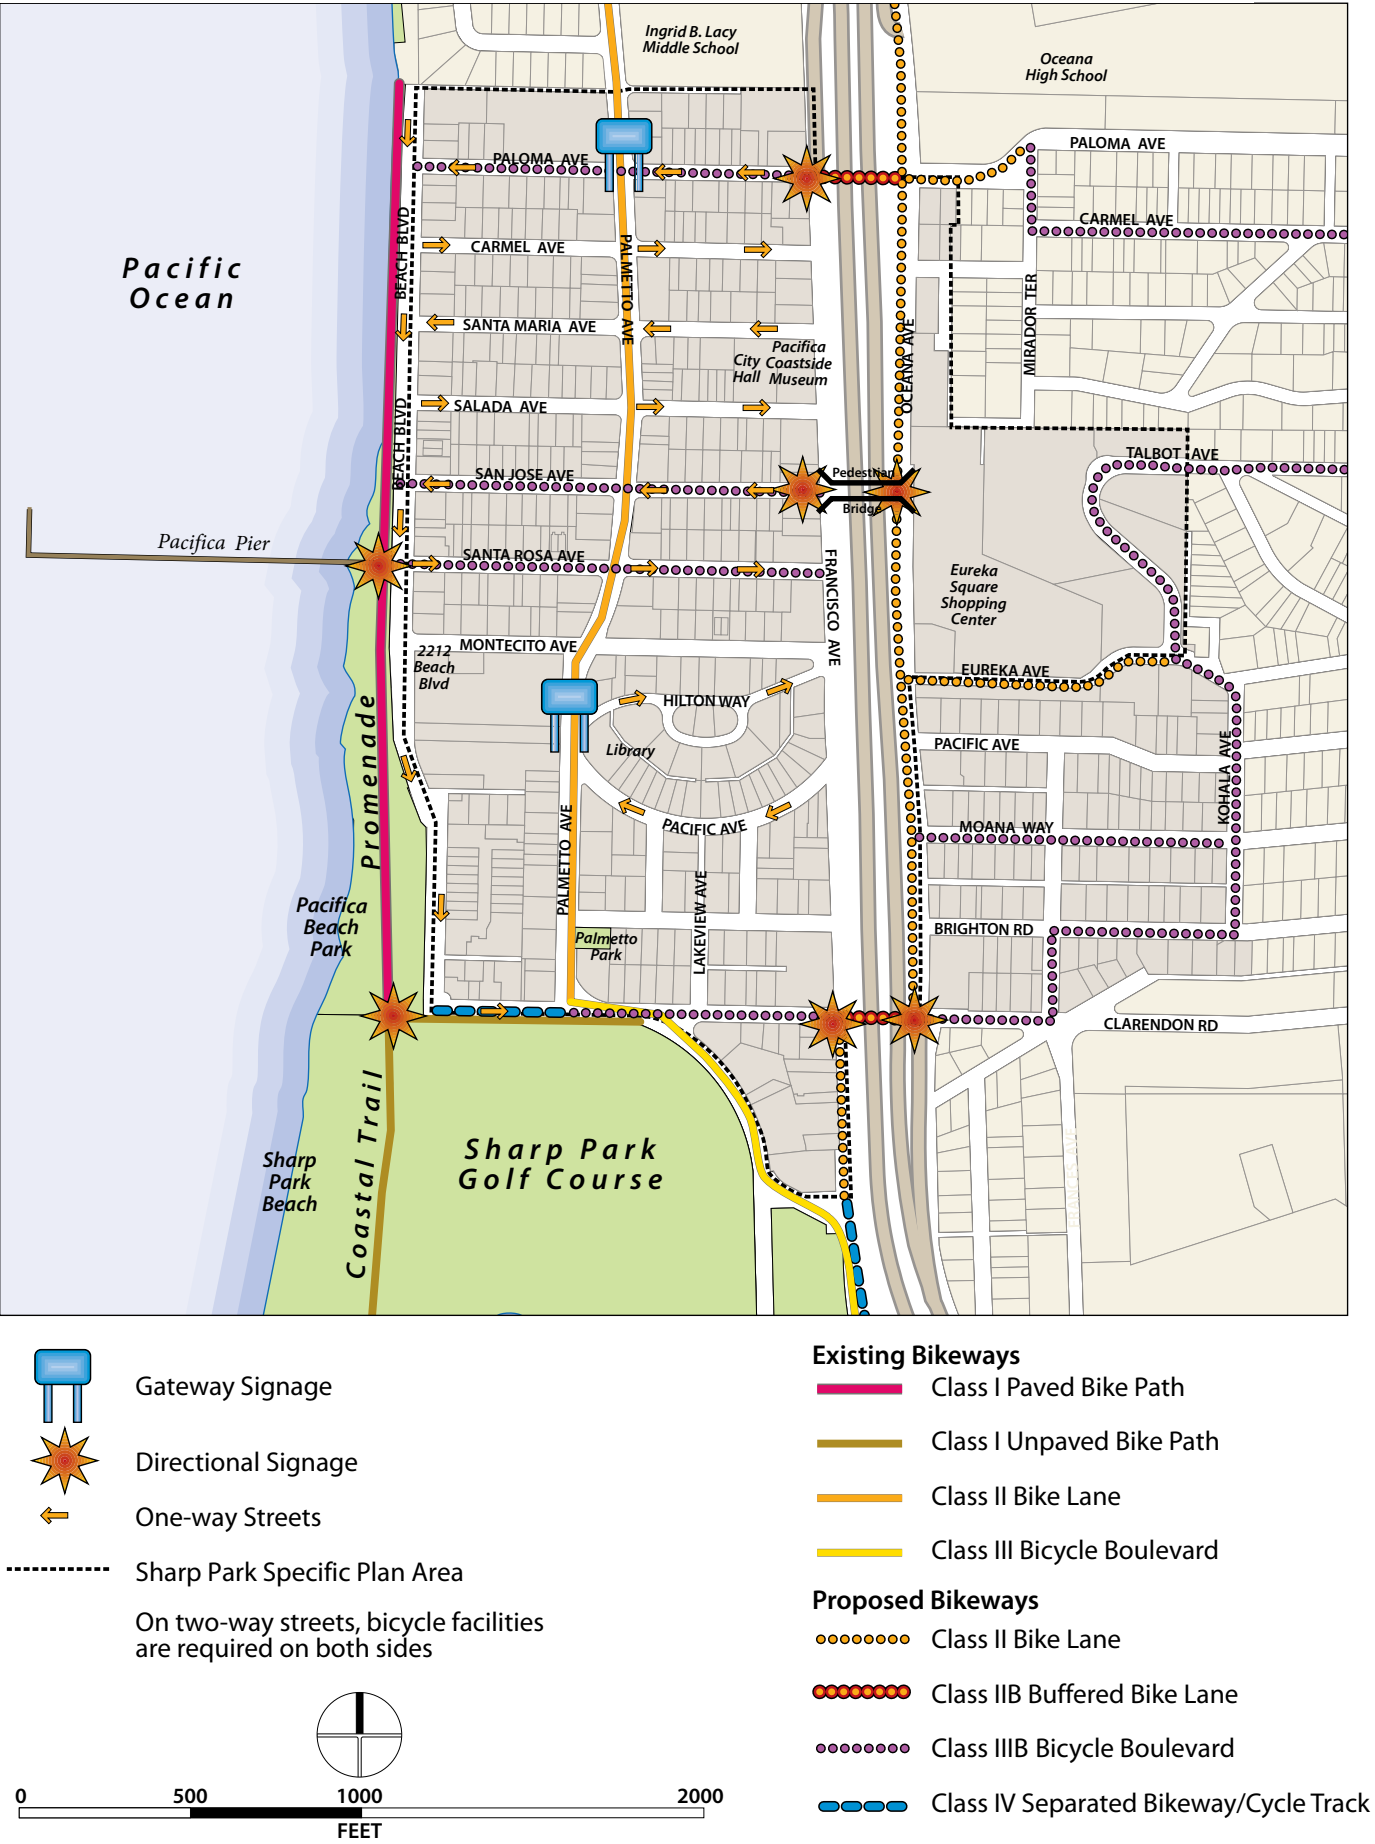 Ingrid B. Lacy
Middle School
Oceana
High School
PALOMA AVE
PALOMA AVE
CARMEL AVE
BEACH BLVD
CARMEL AVE
PALMETTO AVE
Pacific
Ocean
MIRADOR TER
SANTA MARIA AVE
OCEANA AVE
Pacifica
City Coastside
Hall Museum
SALADA AVE
BEACH BLVD
TALBOT AVE
SAN JOSE AVE
Pedestrian
Bridge
Pacifica Pier
SANTA ROSA AVE
FRANCISCO AVE
Eureka
Square
Shopping
Center
MONTECITO AVE
2212
Beach
Blvd
EUREKA AVE
HILTON WAY
Promenade
Library
PACIFIC AVE
KOHALA AVE
PACIFIC AVE
MOANA WAY
PALMETTO AVE
LAKEVIEW AVE
Pacifica
Beach
Park
BRIGHTON RD
Palmetto
Park
CLARENDON RD
Coastal Trail
Sharp Park
Golf Course
FRANCES AVE
Sharp
Park
Beach
Gateway Signage
Directional Signage
One-way Streets
Sharp Park Specific Plan Area
On two-way streets, bicycle facilities
are required on both sides
0 500 1000 2000
FEET
Existing Bikeways
Class I Paved Bike Path
Class I Unpaved Bike Path
Class II Bike Lane
Class III Bicycle Boulevard
Proposed Bikeways
Class II Bike Lane
Class IIB Buffered Bike Lane
Class IIIB Bicycle Boulevard
Class IV Separated Bikeway/Cycle Track